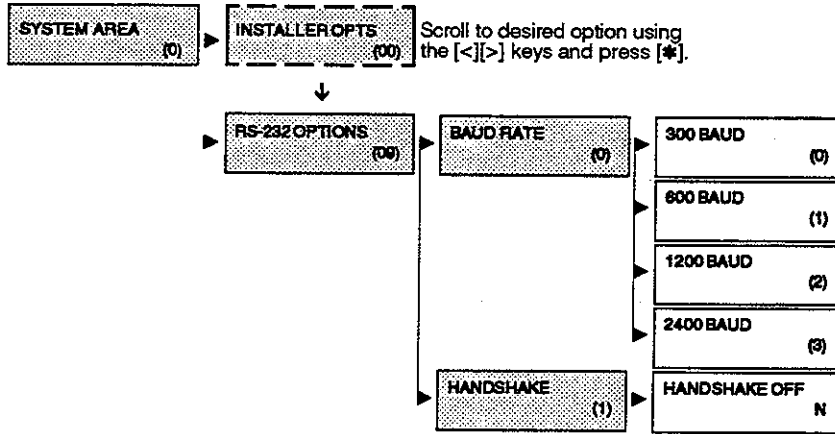 SYSTEM AREA
(0)
INSTALLER OPTS
(00)
Scroll to desired option using
the [<][>] keys and press [✱].
RS-232 OPTIONS
(09)
BAUD RATE
(0)
300 BAUD
(0)
600 BAUD
(1)
1200 BAUD
(2)
2400 BAUD
(3)
HANDSHAKE
(1)
HANDSHAKE OFF
N